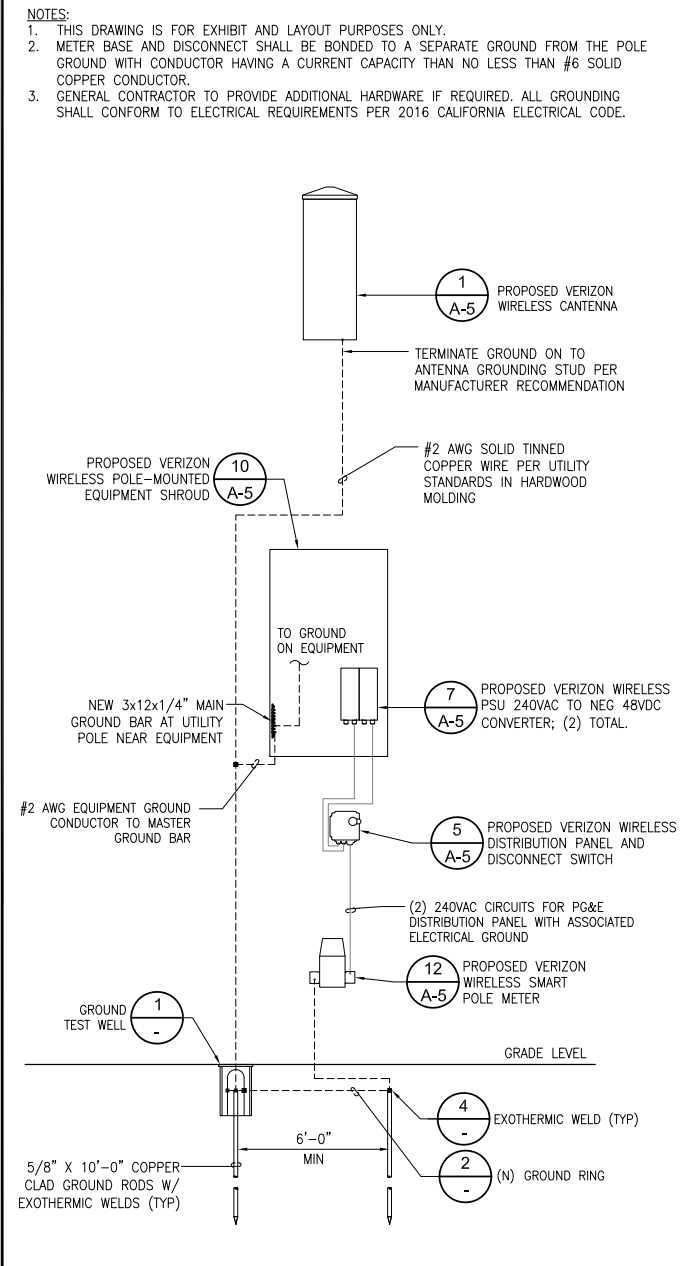 NOTES:
1. THIS DRAWING IS FOR EXHIBIT AND LAYOUT PURPOSES ONLY.
2. METER BASE AND DISCONNECT SHALL BE BONDED TO A SEPARATE GROUND FROM THE POLE
GROUND WITH CONDUCTOR HAVING A CURRENT CAPACITY THAN NO LESS THAN #6 SOLID
COPPER CONDUCTOR.
3. GENERAL CONTRACTOR TO PROVIDE ADDITIONAL HARDWARE IF REQUIRED. ALL GROUNDING
SHALL CONFORM TO ELECTRICAL REQUIREMENTS PER 2016 CALIFORNIA ELECTRICAL CODE.
1
A-5
PROPOSED VERIZON
WIRELESS CANTENNA
TERMINATE GROUND ON TO
ANTENNA GROUNDING STUD PER
MANUFACTURER RECOMMENDATION
#2 AWG SOLID TINNED
COPPER WIRE PER UTILITY
STANDARDS IN HARDWOOD
MOLDING
PROPOSED VERIZON
WIRELESS POLE-MOUNTED
EQUIPMENT SHROUD
10
A-5
TO GROUND
ON EQUIPMENT
NEW 3x12x1/4" MAIN
GROUND BAR AT UTILITY
POLE NEAR EQUIPMENT
7
A-5
PROPOSED VERIZON WIRELESS
PSU 240VAC TO NEG 48VDC
CONVERTER; (2) TOTAL.
#2 AWG EQUIPMENT GROUND
CONDUCTOR TO MASTER
GROUND BAR
5
A-5
PROPOSED VERIZON WIRELESS
DISTRIBUTION PANEL AND
DISCONNECT SWITCH
(2) 240VAC CIRCUITS FOR PG&E
DISTRIBUTION PANEL WITH ASSOCIATED
ELECTRICAL GROUND
12
A-5
PROPOSED VERIZON
WIRELESS SMART
POLE METER
GROUND
TEST WELL
1
-
GRADE LEVEL
4
-
EXOTHERMIC WELD (TYP)
6'-0"
MIN
2
-
(N) GROUND RING
5/8" X 10'-0" COPPER
CLAD GROUND RODS W/
EXOTHERMIC WELDS (TYP)